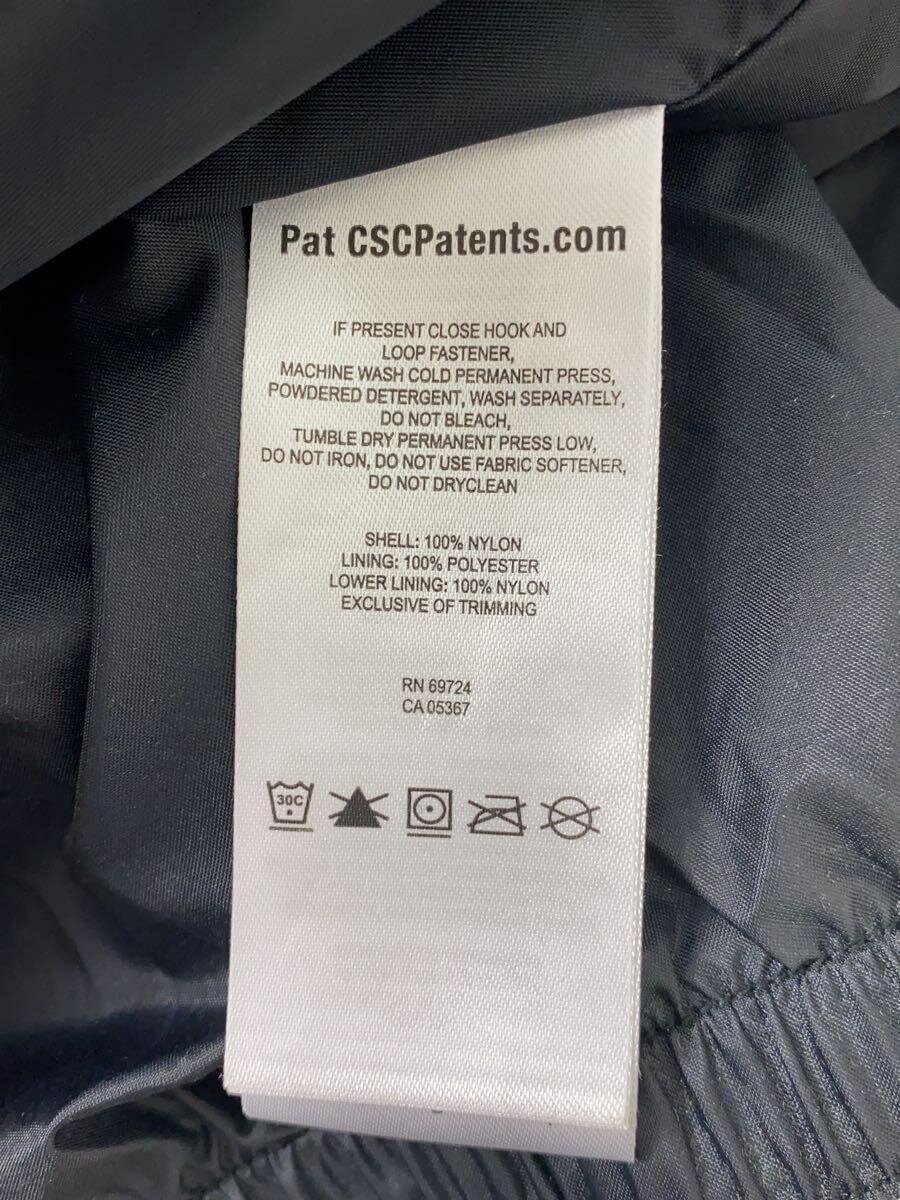 Pat CSCPatents.com
IF PRESENT CLOSE HOOK AND
LOOP FASTENER,
MACHINE WASH COLD PERMANENT PRESS,
POWDERED DETERGENT, WASH SEPARATELY,
DO NOT BLEACH,
TUMBLE DRY PERMANENT PRESS LOW,
DO NOT IRON, DO NOT USE FABRIC SOFTENER,
DO NOT DRYCLEAN
SHELL: 100% NYLON
LINING: 100% POLYESTER
LOWER LINING: 100% NYLON
EXCLUSIVE OF TRIMMING
RN 69724
CA 05367
30C